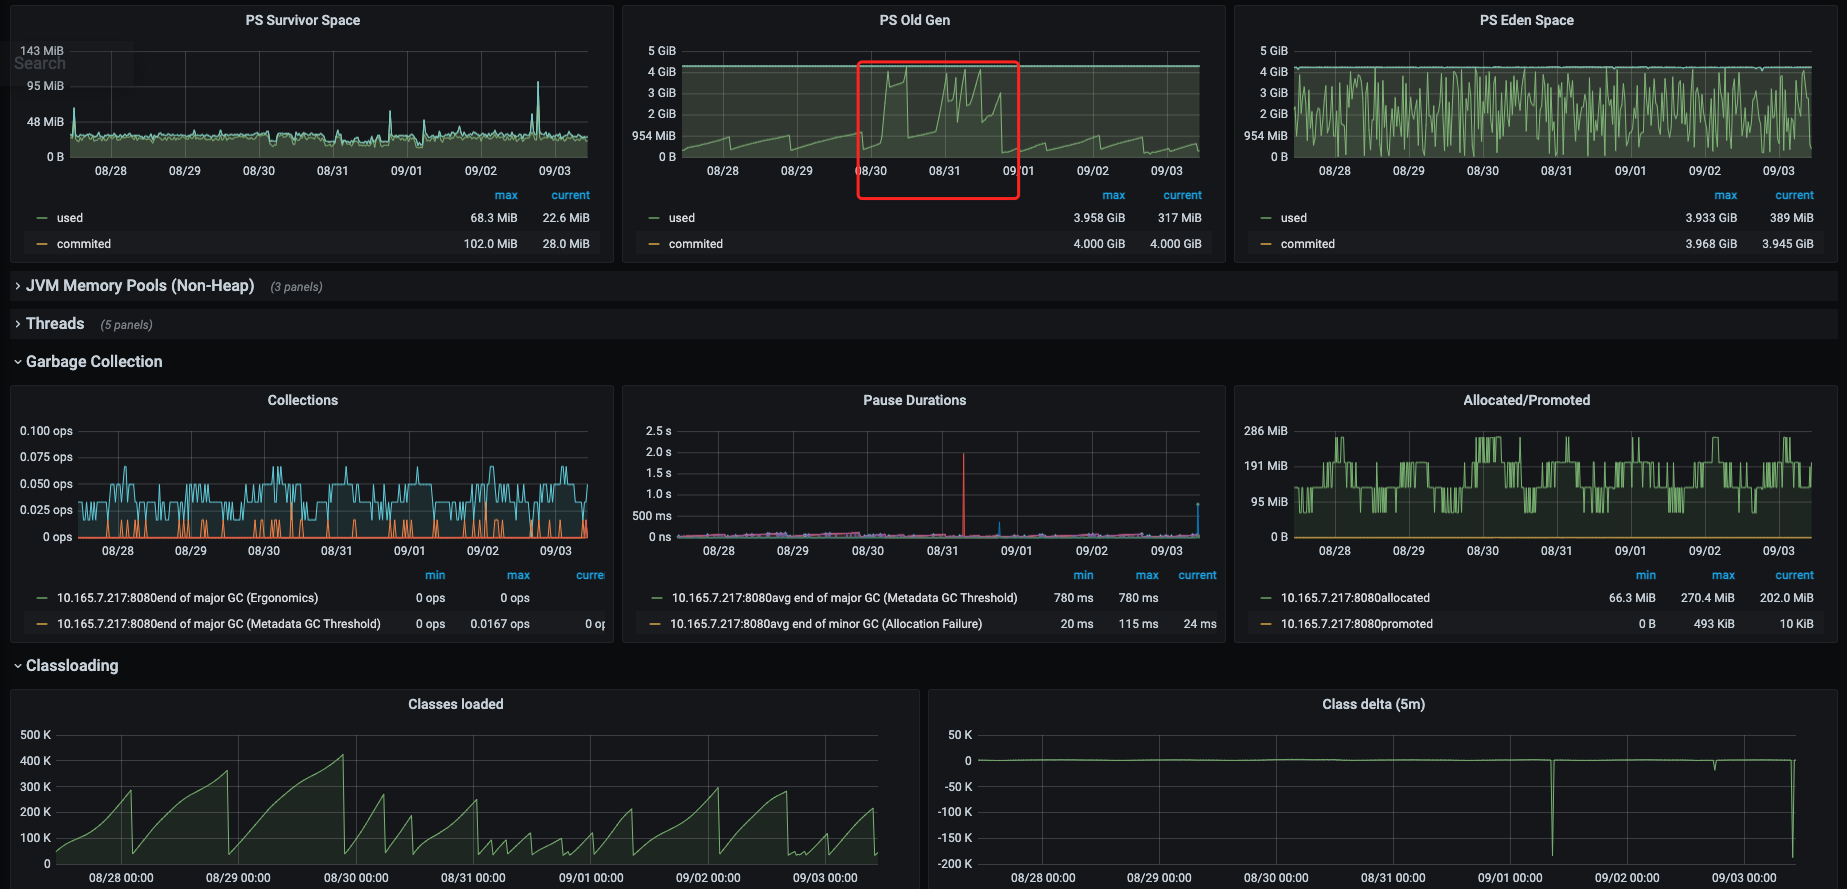 PS Survivor Space
143 MiB
Search
95 MiB
48 MiB
0 B
08/28 08/29 08/30 08/31 09/01 09/02 09/03
max current
used 68.3 MiB 22.6 MiB
commited 102.0 MiB 28.0 MiB
PS Old Gen
5 GiB
4 GiB
3 GiB
2 GiB
954 MiB
0 B
08/28 08/29 08/30 08/31 09/01 09/02 09/03
max current
used 3.958 GiB 317 MiB
commited 4.000 GiB 4.000 GiB
PS Eden Space
5 GiB
4 GiB
3 GiB
2 GiB
954 MiB
0 B
08/28 08/29 08/30 08/31 09/01 09/02 09/03
max current
used 3.933 GiB 389 MiB
commited 3.968 GiB 3.945 GiB
JVM Memory Pools (Non-Heap) (3 panels)
Threads (5 panels)
Garbage Collection
Collections
0.100 ops
0.075 ops
0.050 ops
0.025 ops
0 ops
08/28 08/29 08/30 08/31 09/01 09/02 09/03
min max curre
10.165.7.217:8080end of major GC (Ergonomics) 0 ops 0 ops
10.165.7.217:8080end of major GC (Metadata GC Threshold) 0 ops 0.0167 ops 0 op
Pause Durations
2.5 s
2.0 s
1.5 s
1.0 s
500 ms
0 ns
08/28 08/29 08/30 08/31 09/01 09/02 09/03
min max current
10.165.7.217:8080avg end of major GC (Metadata GC Threshold) 780 ms 780 ms
10.165.7.217:8080avg end of minor GC (Allocation Failure) 20 ms 115 ms 24 ms
Allocated/Promoted
286 MiB
191 MiB
95 MiB
0 B
08/28 08/29 08/30 08/31 09/01 09/02 09/03
min max current
10.165.7.217:8080allocated 66.3 MiB 270.4 MiB 202.0 MiB
10.165.7.217:8080promoted 0 B 493 KiB 10 KiB
Classloading
Classes loaded
500 K
400 K
300 K
200 K
100 K
0
08/28 00:00 08/29 00:00 08/30 00:00 08/31 00:00 09/01 00:00 09/02 00:00 09/03 00:00
Class delta (5m)
50 K
0
-50 K
-100 K
-150 K
-200 K
08/28 00:00 08/29 00:00 08/30 00:00 08/31 00:00 09/01 00:00 09/02 00:00 09/03 00:00